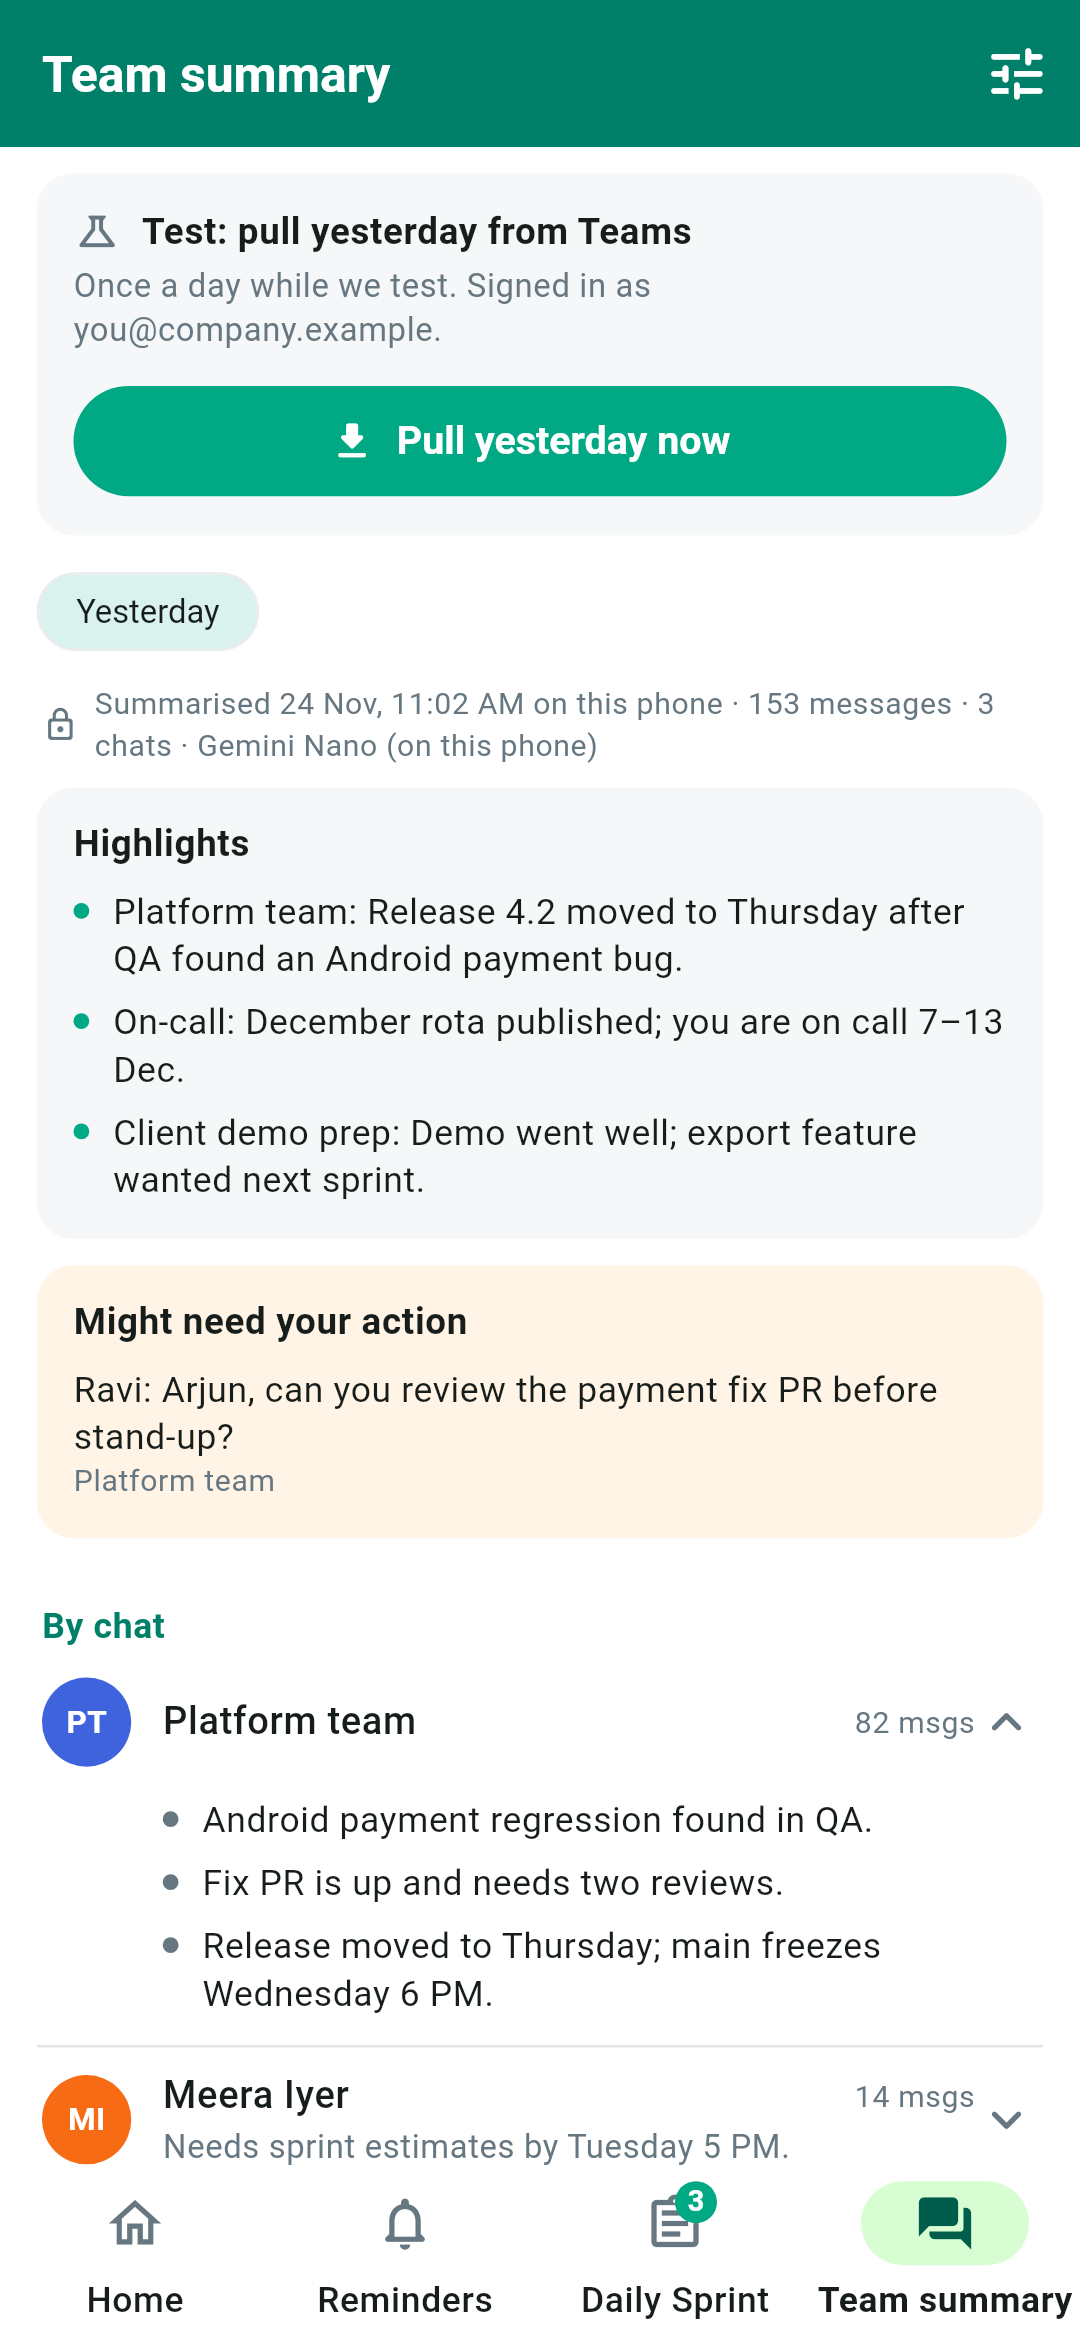 Team summary
Test: pull yesterday from Teams
Once a day while we test. Signed in as
you@company.example.
Pull yesterday now
Yesterday
Summarised 24 Nov, 11:02 AM on this phone · 153 messages · 3
chats · Gemini Nano (on this phone)
Highlights
Platform team: Release 4.2 moved to Thursday after
QA found an Android payment bug.
On-call: December rota published; you are on call 7–13
Dec.
Client demo prep: Demo went well; export feature
wanted next sprint.
Might need your action
Ravi: Arjun, can you review the payment fix PR before
stand-up?
Platform team
By chat
PT
Platform team
82 msgs
Android payment regression found in QA.
Fix PR is up and needs two reviews.
Release moved to Thursday; main freezes
Wednesday 6 PM.
MI
Meera Iyer
14 msgs
Needs sprint estimates by Tuesday 5 PM.
3
Home
Reminders
Daily Sprint
Team summary